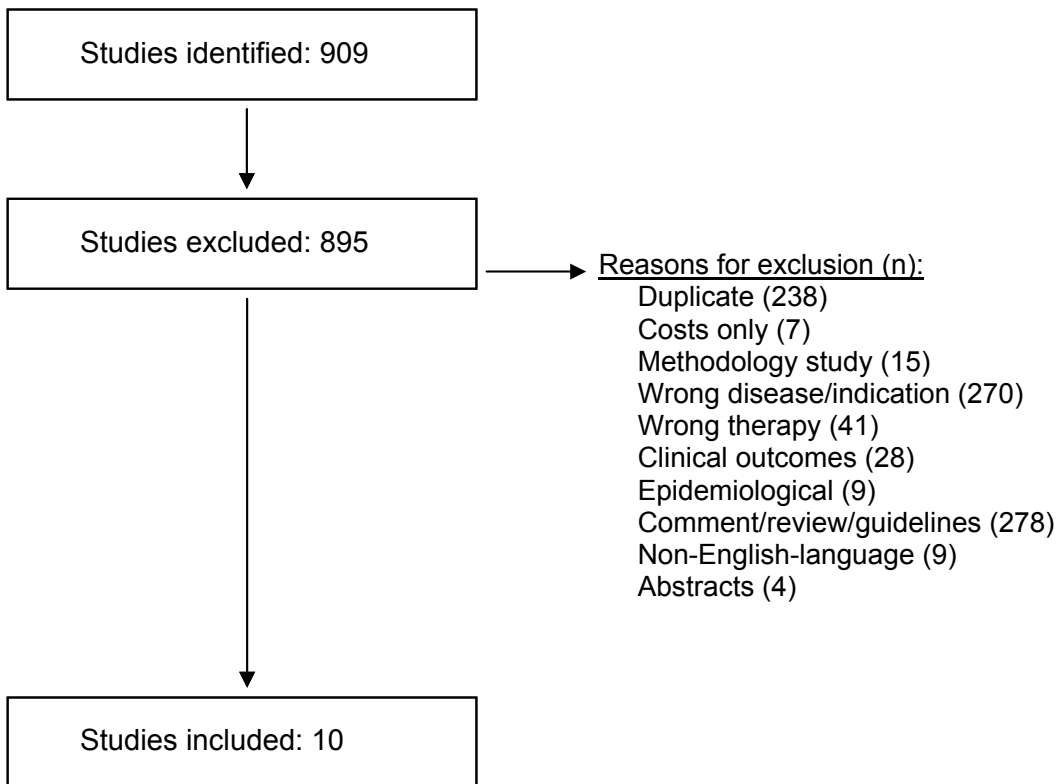 Studies identified: 909
Studies excluded: 895
Reasons for exclusion (n):
Duplicate (238)
Costs only (7)
Methodology study (15)
Wrong disease/indication (270)
Wrong therapy (41)
Clinical outcomes (28)
Epidemiological (9)
Comment/review/guidelines (278)
Non-English-language (9)
Abstracts (4)
Studies included: 10